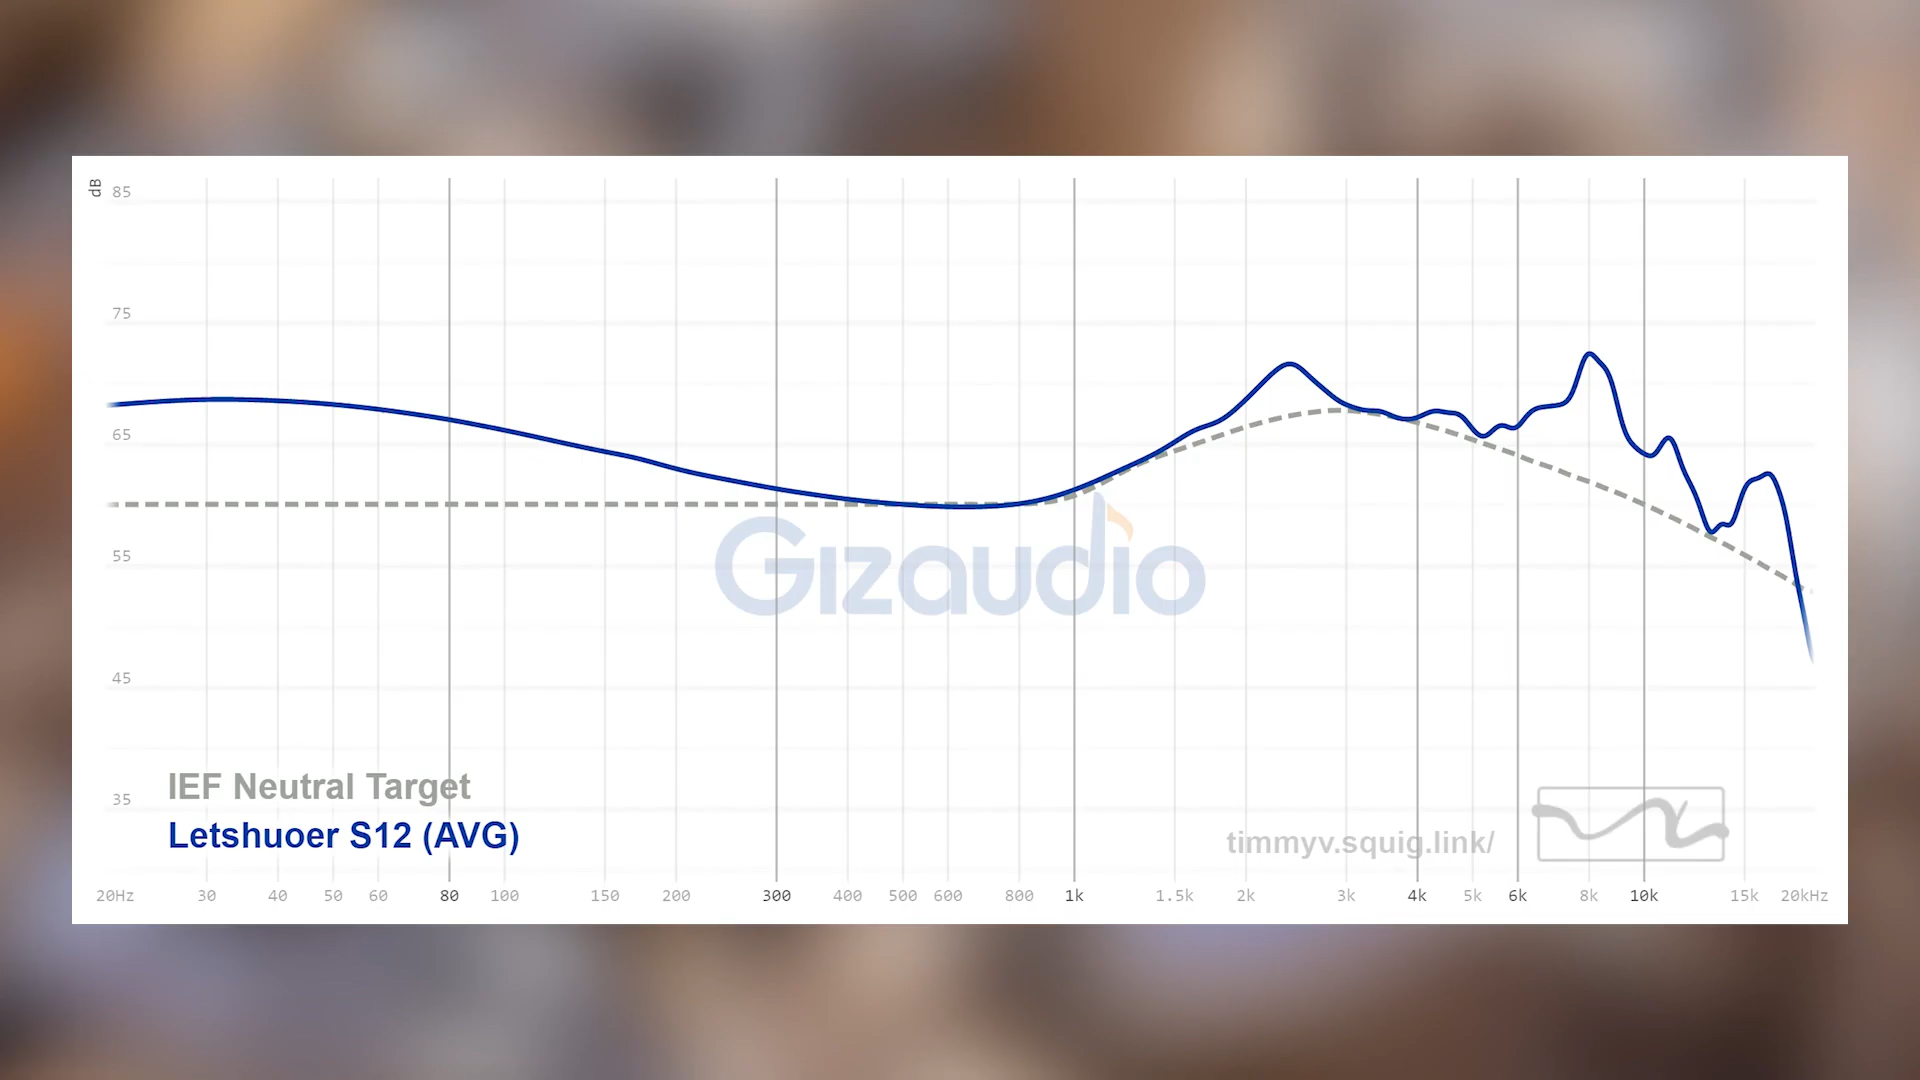 dB
85
75
65
55
45
35
Gizaudio
IEF Neutral Target
Letshuoer S12 (AVG)
timmyv.squig.link/
20Hz 30 40 50 60 80 100 150 200 300 400 500 600 800 1k 1.5k 2k 3k 4k 5k 6k 8k 10k 15k 20kHz